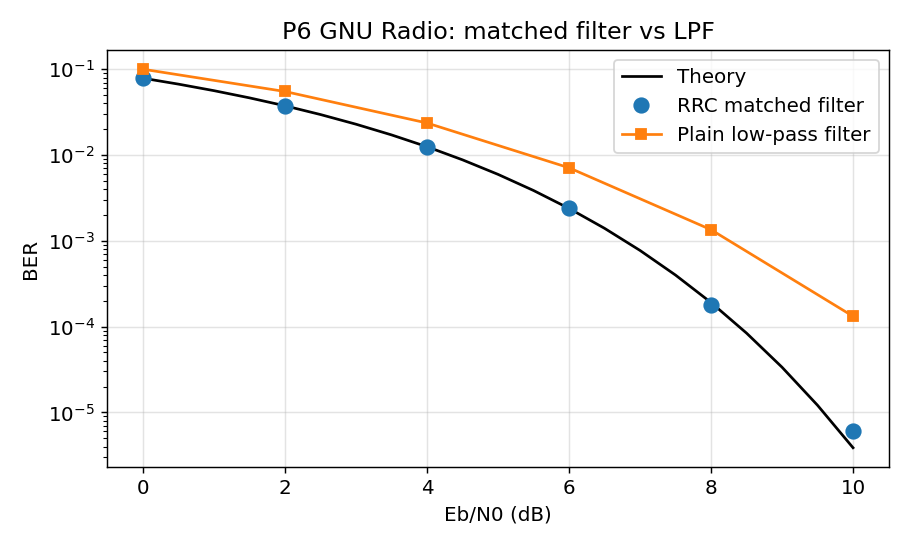 P6 GNU Radio: matched filter vs LPF
Theory
RRC matched filter
Plain low-pass filter
BER
10⁻¹
10⁻²
10⁻³
10⁻⁴
10⁻⁵
0 2 4 6 8 10
Eb/N0 (dB)